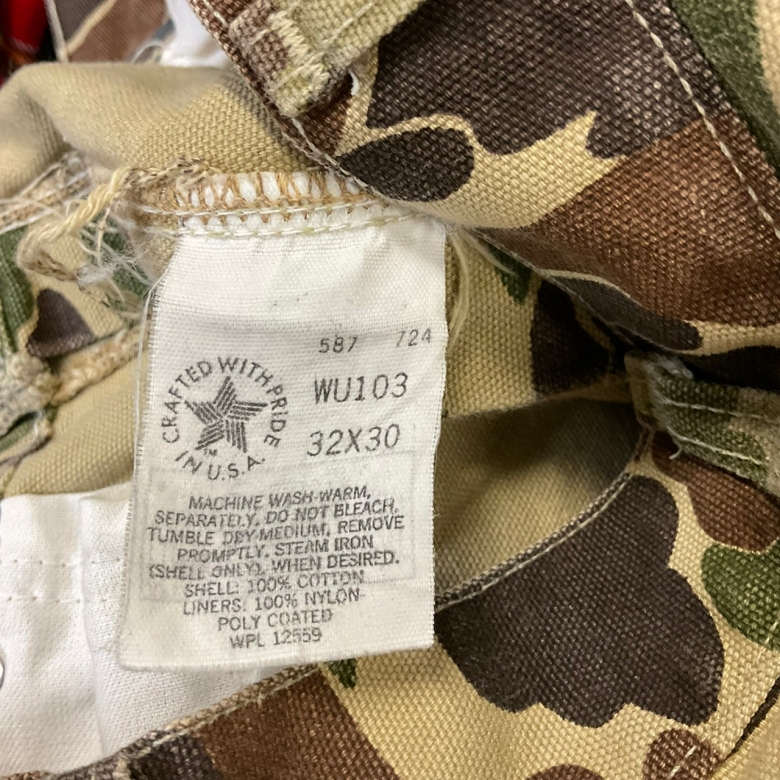 587 724
WU103
32X30
CRAFTED WITH PRIDE
IN U.S.A.
TM
MACHINE WASH-WARM,
SEPARATELY. DO NOT BLEACH.
TUMBLE DRY-MEDIUM, REMOVE
PROMPTLY. STEAM IRON
(SHELL ONLY), WHEN DESIRED.
SHELL: 100% COTTON
LINERS: 100% NYLON-
POLY COATED
WPL 12559